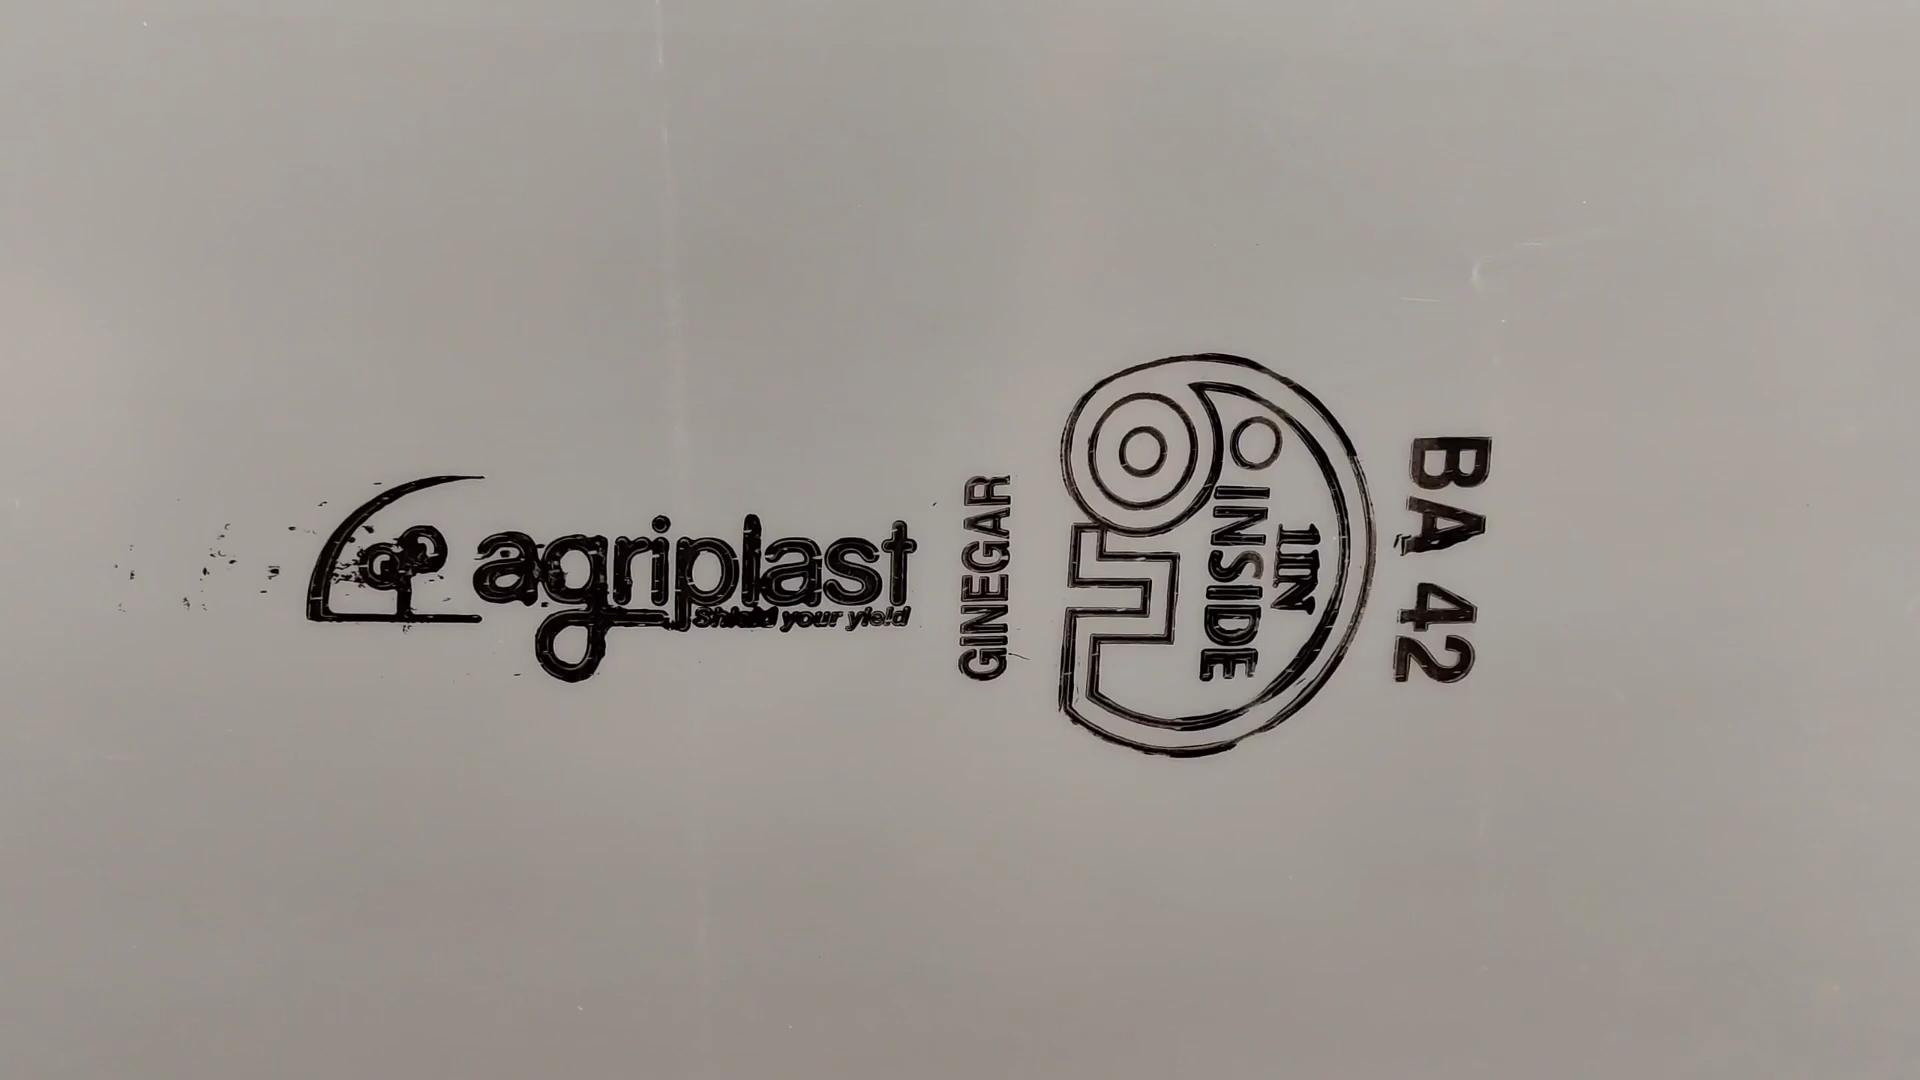 agriplast
Shield your yield
GINEGAR
INSIDE
BA 42